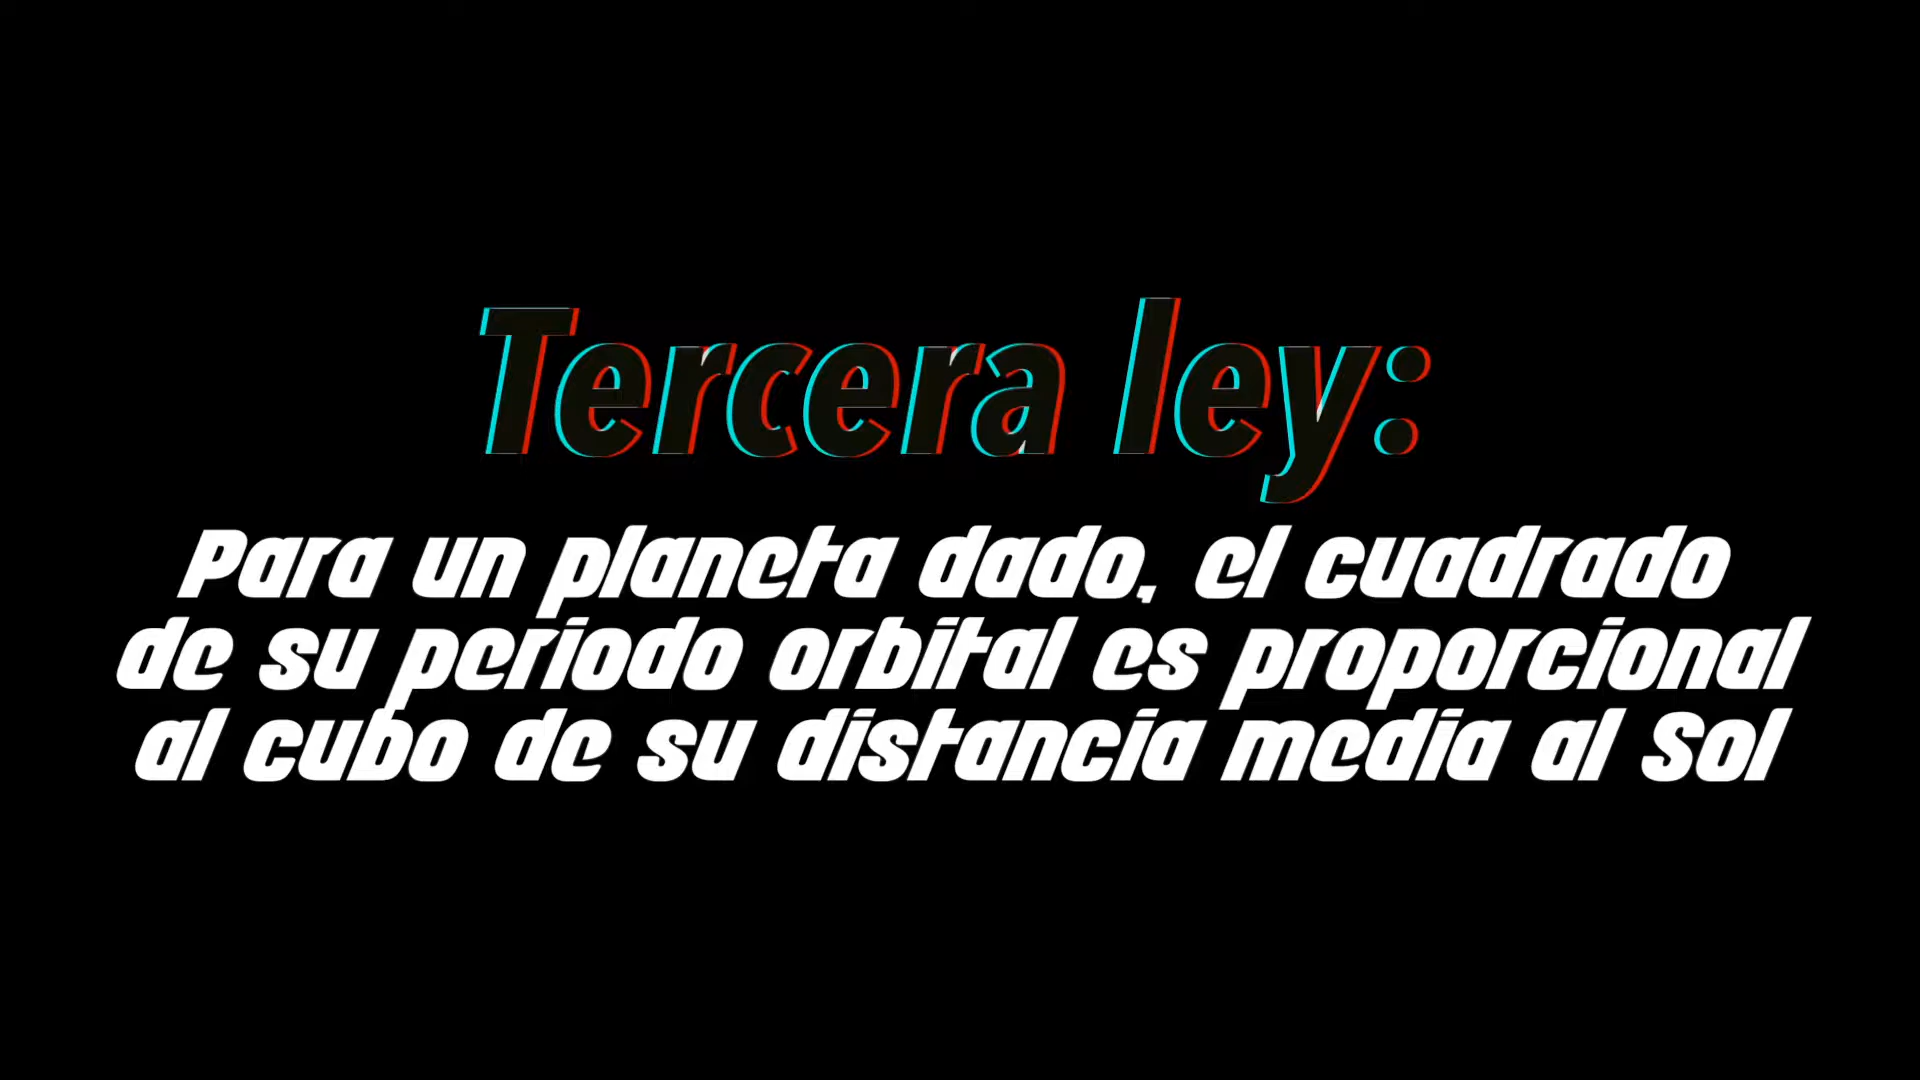 Tercera ley:
Para un planeta dado, el cuadrado
de su periodo orbital es proporcional
al cubo de su distancia media al Sol